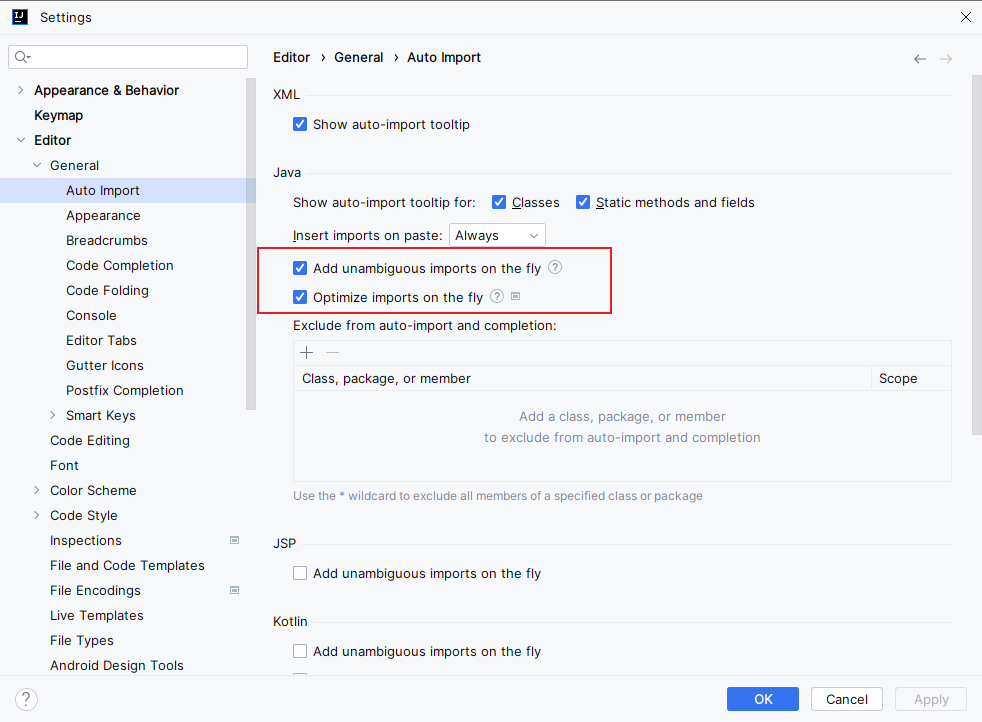 Settings
Editor › General › Auto Import
Appearance & Behavior
Keymap
Editor
General
Auto Import
Appearance
Breadcrumbs
Code Completion
Code Folding
Console
Editor Tabs
Gutter Icons
Postfix Completion
Smart Keys
Code Editing
Font
Color Scheme
Code Style
Inspections
File and Code Templates
File Encodings
Live Templates
File Types
Android Design Tools
XML
Show auto-import tooltip
Java
Show auto-import tooltip for: Classes Static methods and fields
Insert imports on paste: Always
Add unambiguous imports on the fly ?
Optimize imports on the fly ?
Exclude from auto-import and completion:
Class, package, or member Scope
Add a class, package, or member
to exclude from auto-import and completion
Use the * wildcard to exclude all members of a specified class or package
JSP
Add unambiguous imports on the fly
Kotlin
Add unambiguous imports on the fly
? OK Cancel Apply